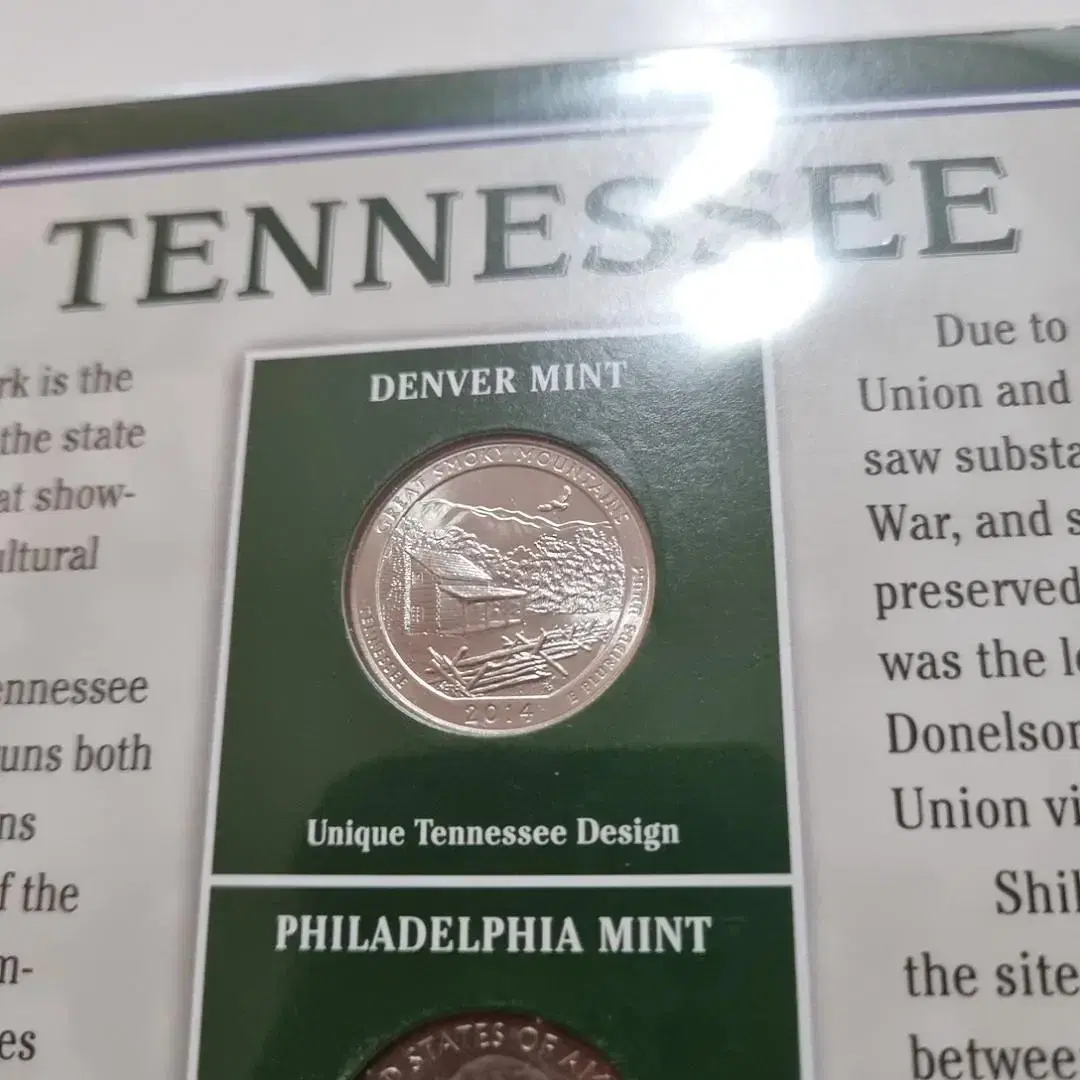 TENNESSEE
rk is the
the state
at show-
ultural
ennessee
uns both
ns
f the
m-
es
DENVER MINT
GREAT SMOKY MOUNTAINS
TENNESSEE
2014
E PLURIBUS UNUM
Unique Tennessee Design
PHILADELPHIA MINT
D STATES OF AM
Due to
Union and
saw substa
War, and s
preserved
was the l
Donelson
Union vi
Shil
the site
betwee